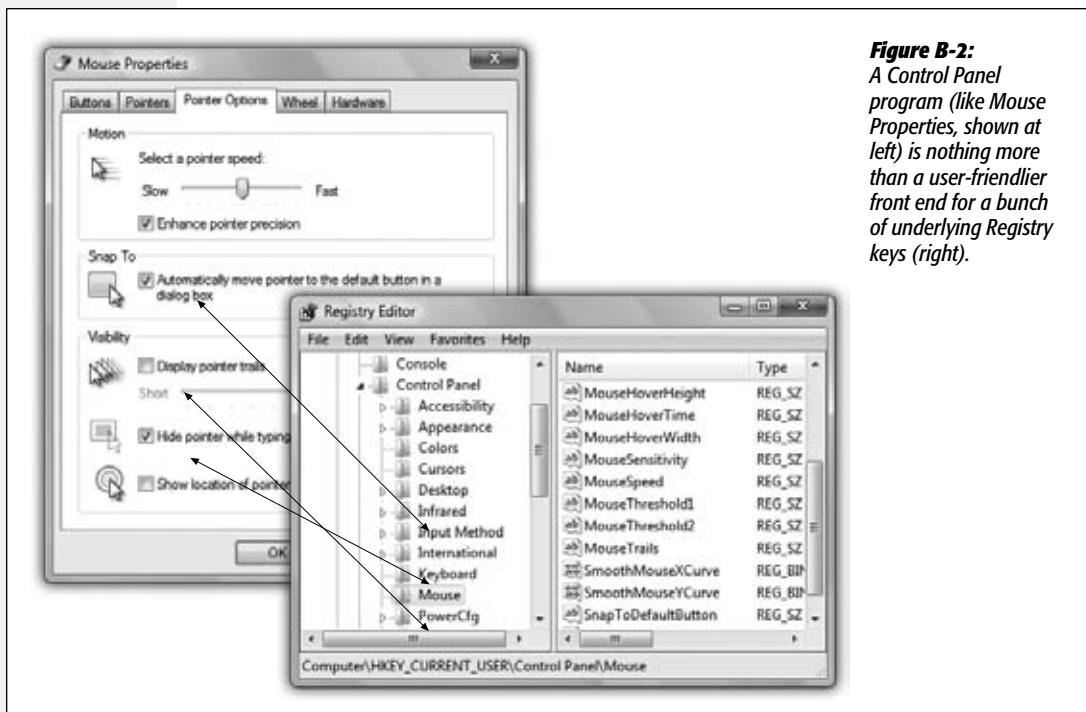 Mouse Properties
Buttons Pointers Pointer Options Wheel Hardware
Motion
Select a pointer speed:
Slow Fast
Enhance pointer precision
Snap To
Automatically move pointer to the default button in a
dialog box
Visibility
Display pointer trails
Short
Hide pointer while typing
Show location of pointer
OK
Registry Editor
File Edit View Favorites Help
Console
Control Panel
Accessibility
Appearance
Colors
Cursors
Desktop
Infrared
Input Method
International
Keyboard
Mouse
PowerCfg
Name Type
MouseHoverHeight REG_SZ
MouseHoverTime REG_SZ
MouseHoverWidth REG_SZ
MouseSensitivity REG_SZ
MouseSpeed REG_SZ
MouseThreshold1 REG_SZ
MouseThreshold2 REG_SZ
MouseTrails REG_SZ
SmoothMouseXCurve REG_BIN
SmoothMouseYCurve REG_BIN
SnapToDefaultButton REG_SZ
Computer\HKEY_CURRENT_USER\Control Panel\Mouse
Figure B-2:
A Control Panel
program (like Mouse
Properties, shown at
left) is nothing more
than a user-friendlier
front end for a bunch
of underlying Registry
keys (right).